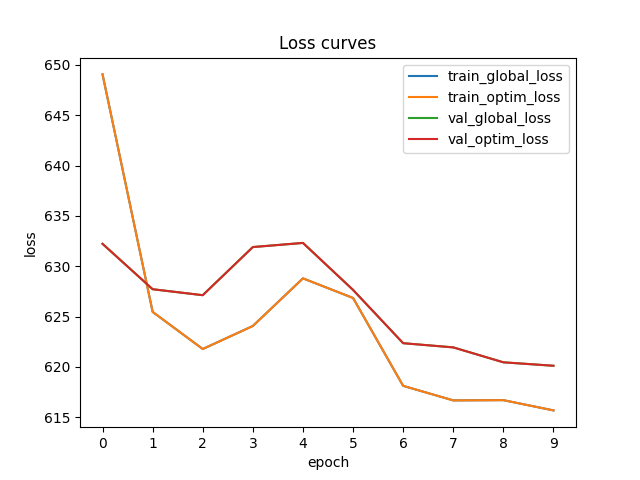 Loss curves
650
645
640
635
630
625
620
615
loss
train_global_loss
train_optim_loss
val_global_loss
val_optim_loss
0 1 2 3 4 5 6 7 8 9
epoch